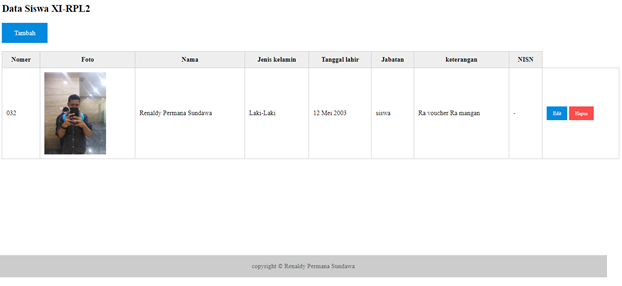 Data Siswa XI-RPL2
Tambah
Nomer Foto Nama Jenis kelamin Tanggal lahir Jabatan keterangan NISN
032 Renaldy Permana Sundawa Laki-Laki 12 Mei 2003 siswa Ra voucher Ra mangan - Edit Hapus
copyright © Renaldy Permana Sundawa